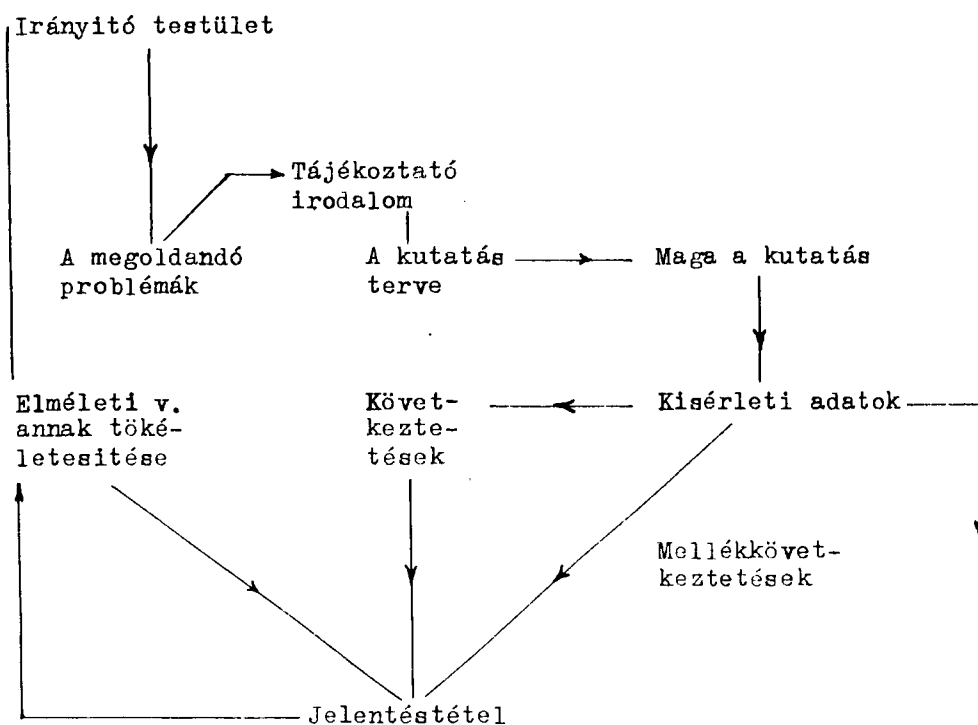 Irányitó testület
Tájékoztató
irodalom
A megoldandó
problémák
A kutatás
terve
Maga a kutatás
Elméleti v.
annak töké-
letesitése
Követ-
kezte-
tések
Kisérleti adatok
Mellékkövet-
keztetések
Jelentéstétel